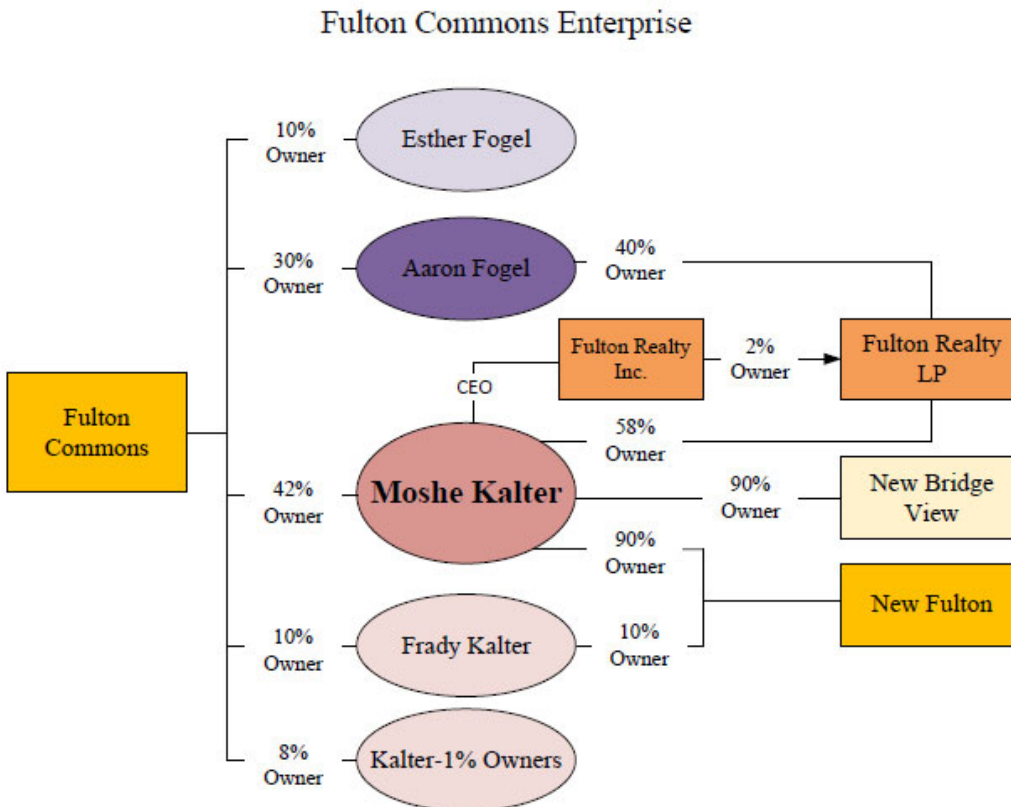 Fulton Commons Enterprise
10%
Owner
Esther Fogel
30%
Owner
Aaron Fogel
40%
Owner
Fulton Realty
Inc.
2%
Owner
Fulton Realty
LP
CEO
Fulton
Commons
58%
Owner
42%
Owner
Moshe Kalter
90%
Owner
New Bridge
View
90%
Owner
New Fulton
10%
Owner
Frady Kalter
10%
Owner
8%
Owner
Kalter-1% Owners